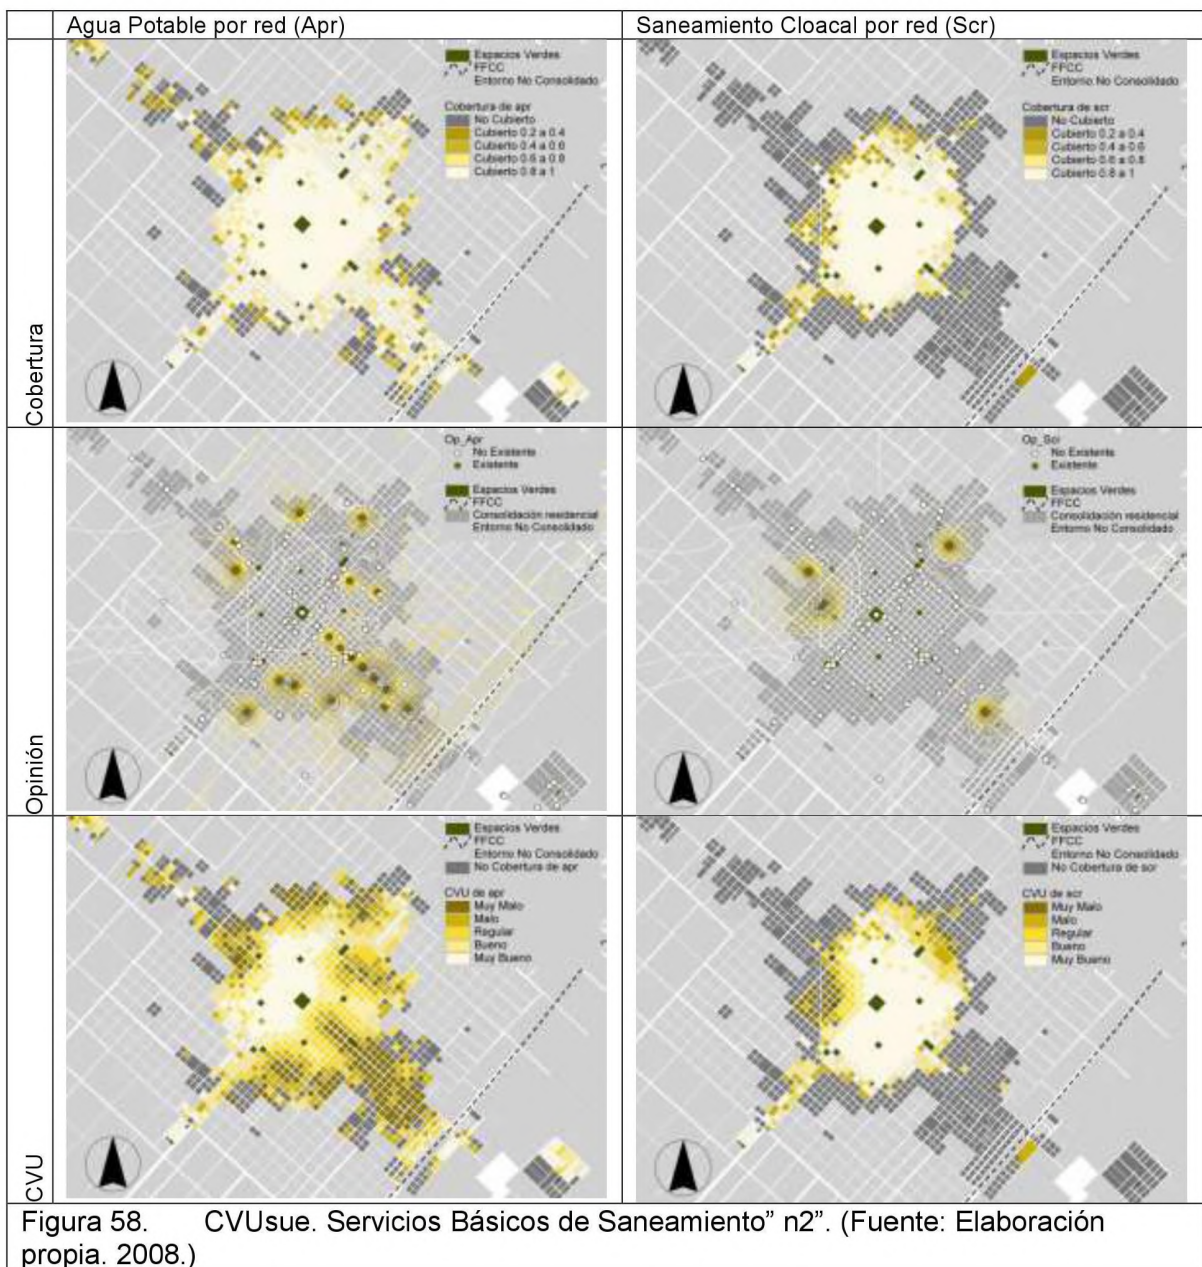 Agua Potable por red (Apr)
Saneamiento Cloacal por red (Scr)
Cobertura
Espacios Verdes
FFCC
Entorno No Consolidado
Cobertura de apr
No Cubierto
Cubierto 0.2 a 0.4
Cubierto 0.4 a 0.6
Cubierto 0.6 a 0.8
Cubierto 0.8 a 1
Espacios Verdes
FFCC
Entorno No Consolidado
Cobertura de scr
No Cubierto
Cubierto 0.2 a 0.4
Cubierto 0.4 a 0.6
Cubierto 0.6 a 0.8
Cubierto 0.8 a 1
Opinión
Op_Apr
No Existente
Existente
Espacios Verdes
FFCC
Consolidación residencial
Entorno No Consolidado
No Existente
Existente
Espacios Verdes
FFCC
Consolidación residencial
Entorno No Consolidado
CVU
Espacios Verdes
FFCC
Entorno No Consolidado
No Cobertura de apr
CVU de apr
Muy Malo
Malo
Regular
Bueno
Muy Bueno
Espacios Verdes
FFCC
Entorno No Consolidado
No Cobertura de scr
CVU de scr
Muy Malo
Malo
Regular
Bueno
Muy Bueno
Figura 58. CVUsue. Servicios Básicos de Saneamiento” n2”. (Fuente: Elaboración
propia. 2008.)